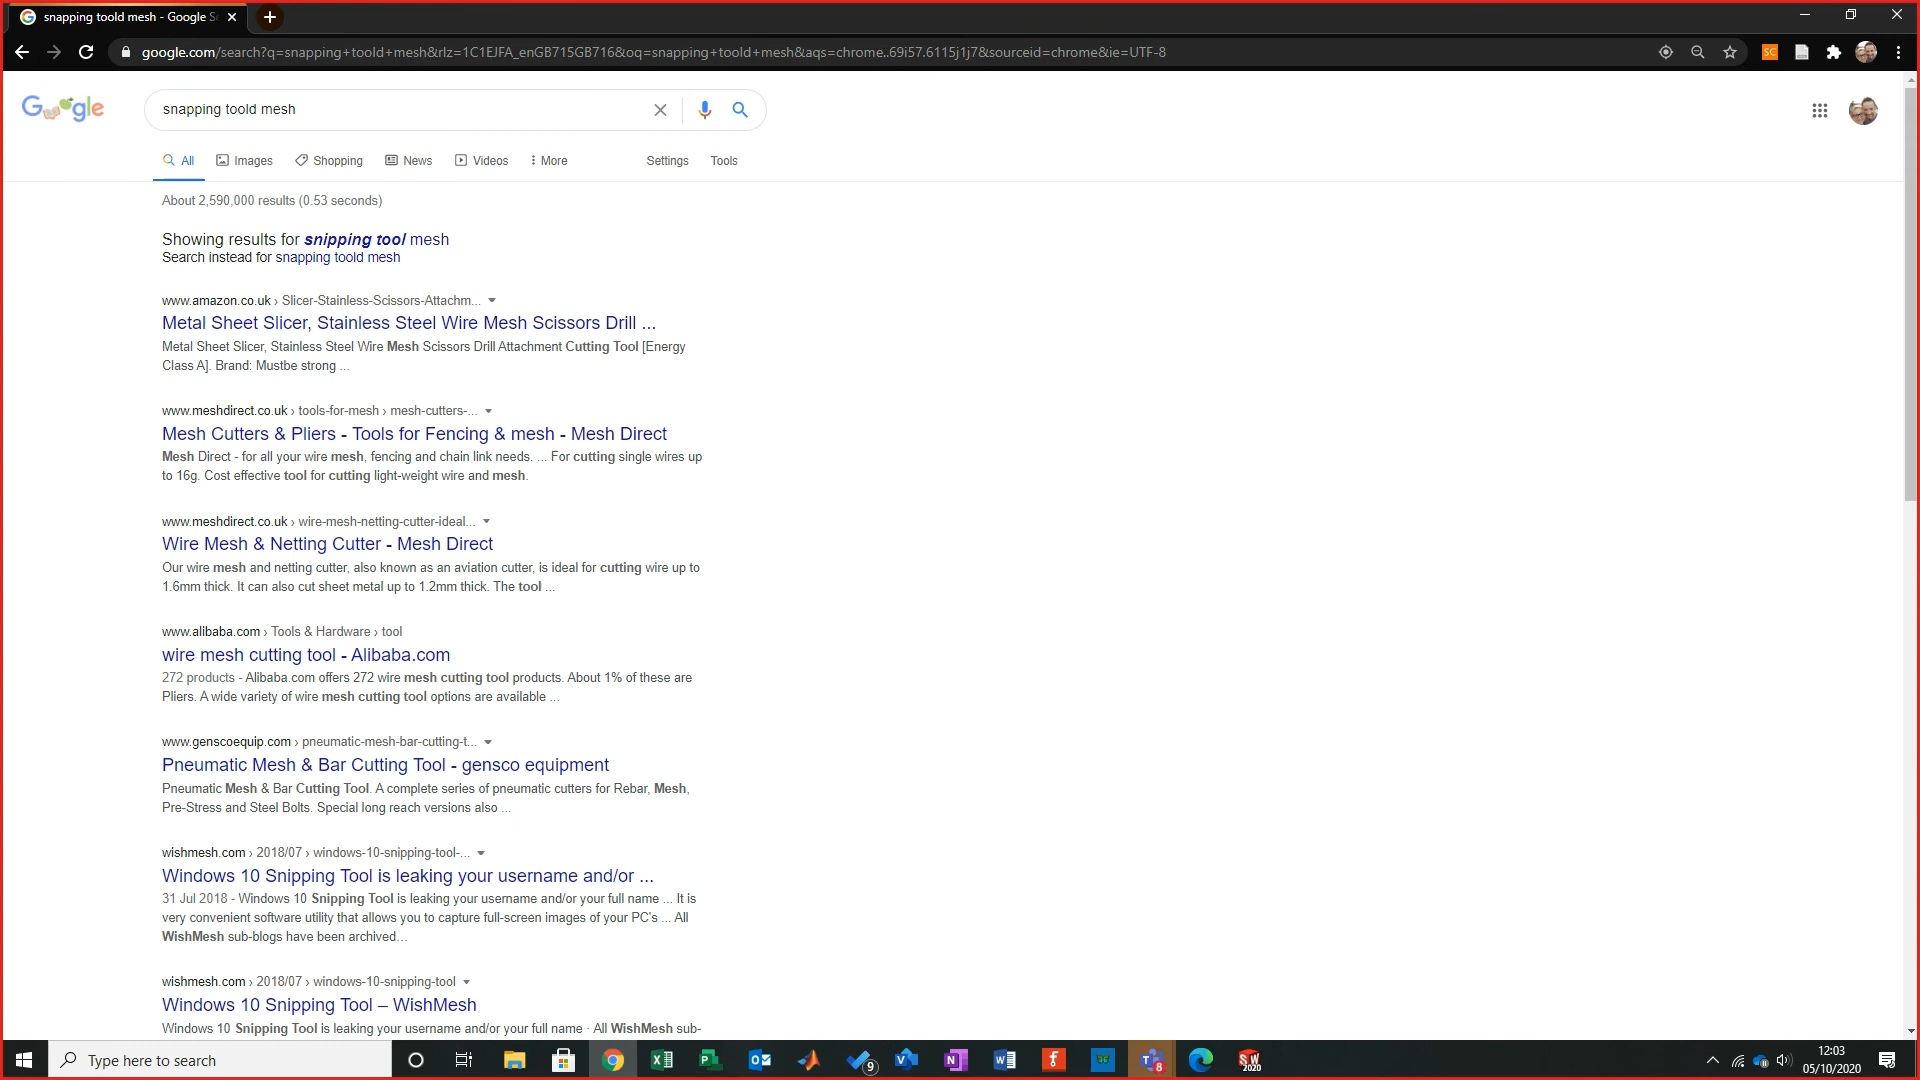 snapping toold mesh - Google S
google.com/search?q=snapping+toold+mesh&rlz=1C1EJFA_enGB715GB716&oq=snapping+toold+mesh&aqs=chrome..69i57.6115j1j7&sourceid=chrome&ie=UTF-8
SC
Google
snapping toold mesh
All Images Shopping News Videos More Settings Tools
About 2,590,000 results (0.53 seconds)
Showing results for snipping tool mesh
Search instead for snapping toold mesh
www.amazon.co.uk › Slicer-Stainless-Scissors-Attachm...
Metal Sheet Slicer, Stainless Steel Wire Mesh Scissors Drill ...
Metal Sheet Slicer, Stainless Steel Wire Mesh Scissors Drill Attachment Cutting Tool [Energy
Class A]. Brand: Mustbe strong ...
www.meshdirect.co.uk › tools-for-mesh › mesh-cutters-...
Mesh Cutters & Pliers - Tools for Fencing & mesh - Mesh Direct
Mesh Direct - for all your wire mesh, fencing and chain link needs. ... For cutting single wires up
to 16g. Cost effective tool for cutting light-weight wire and mesh.
www.meshdirect.co.uk › wire-mesh-netting-cutter-ideal...
Wire Mesh & Netting Cutter - Mesh Direct
Our wire mesh and netting cutter, also known as an aviation cutter, is ideal for cutting wire up to
1.6mm thick. It can also cut sheet metal up to 1.2mm thick. The tool ...
www.alibaba.com › Tools & Hardware › tool
wire mesh cutting tool - Alibaba.com
272 products - Alibaba.com offers 272 wire mesh cutting tool products. About 1% of these are
Pliers. A wide variety of wire mesh cutting tool options are available ...
www.genscoequip.com › pneumatic-mesh-bar-cutting-t...
Pneumatic Mesh & Bar Cutting Tool - gensco equipment
Pneumatic Mesh & Bar Cutting Tool. A complete series of pneumatic cutters for Rebar, Mesh,
Pre-Stress and Steel Bolts. Special long reach versions also ...
wishmesh.com › 2018/07 › windows-10-snipping-tool-...
Windows 10 Snipping Tool is leaking your username and/or ...
31 Jul 2018 - Windows 10 Snipping Tool is leaking your username and/or your full name ... It is
very convenient software utility that allows you to capture full-screen images of your PC's ... All
WishMesh sub-blogs have been archived…
wishmesh.com › 2018/07 › windows-10-snipping-tool
Windows 10 Snipping Tool – WishMesh
Windows 10 Snipping Tool is leaking your username and/or your full name · All WishMesh sub-
Type here to search
9
8
SW
2020
12:03
05/10/2020